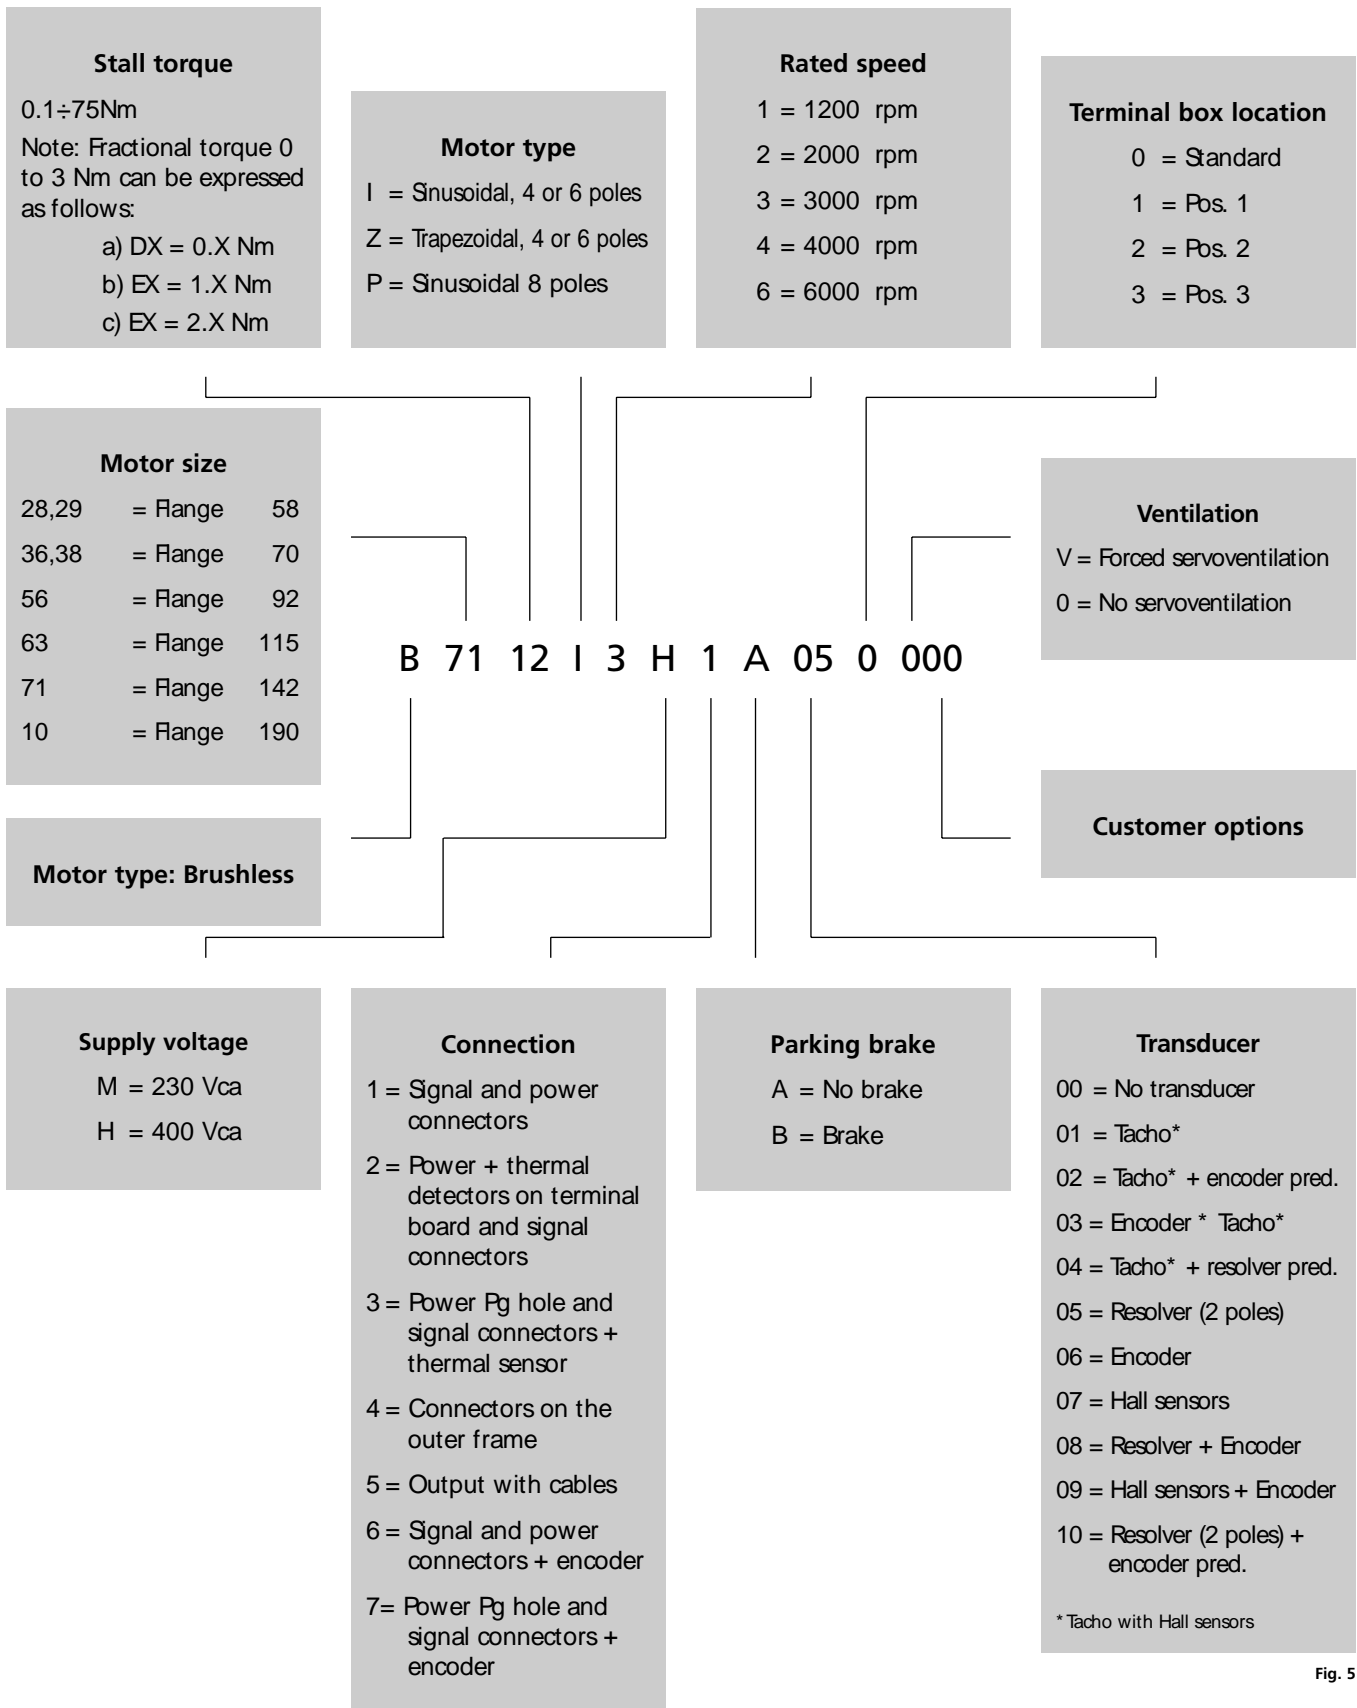 Stall torque
0.1÷75Nm
Note: Fractional torque 0
to 3 Nm can be expressed
as follows:
a) DX = 0.X Nm
b) EX = 1.X Nm
c) EX = 2.X Nm
Motor type
I = Sinusoidal, 4 or 6 poles
Z = Trapezoidal, 4 or 6 poles
P = Sinusoidal 8 poles
Rated speed
1 = 1200 rpm
2 = 2000 rpm
3 = 3000 rpm
4 = 4000 rpm
6 = 6000 rpm
Terminal box location
0 = Standard
1 = Pos. 1
2 = Pos. 2
3 = Pos. 3
Motor size
28,29 = Flange 58
36,38 = Flange 70
56 = Flange 92
63 = Flange 115
71 = Flange 142
10 = Flange 190
Ventilation
V = Forced servoventilation
0 = No servoventilation
B 71 12 I 3 H 1 A 05 0 000
Motor type: Brushless
Customer options
Supply voltage
M = 230 Vca
H = 400 Vca
Connection
1 = Signal and power
connectors
2 = Power + thermal
detectors on terminal
board and signal
connectors
3 = Power Pg hole and
signal connectors +
thermal sensor
4 = Connectors on the
outer frame
5 = Output with cables
6 = Signal and power
connectors + encoder
7= Power Pg hole and
signal connectors +
encoder
Parking brake
A = No brake
B = Brake
Transducer
00 = No transducer
01 = Tacho*
02 = Tacho* + encoder pred.
03 = Encoder * Tacho*
04 = Tacho* + resolver pred.
05 = Resolver (2 poles)
06 = Encoder
07 = Hall sensors
08 = Resolver + Encoder
09 = Hall sensors + Encoder
10 = Resolver (2 poles) +
encoder pred.
* Tacho with Hall sensors
Fig. 5